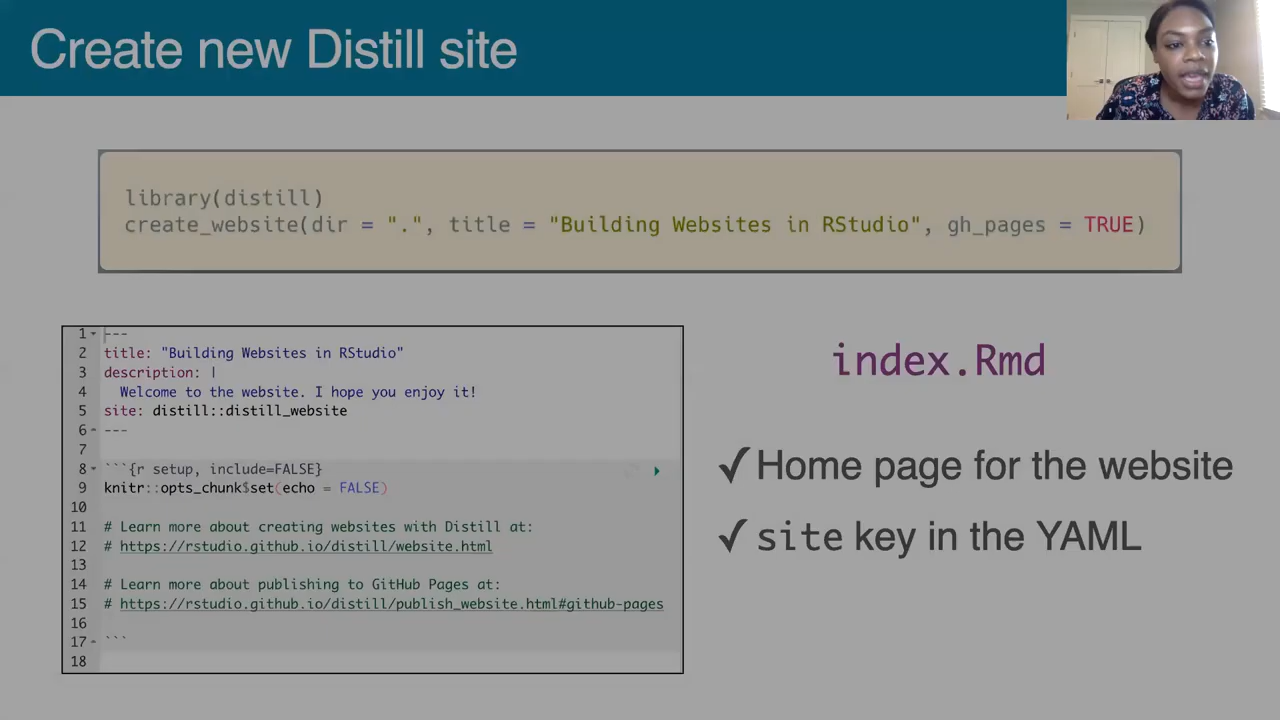 Create new Distill site
library(distill)
create_website(dir = ".", title = "Building Websites in RStudio", gh_pages = TRUE)
1 ---
2 title: "Building Websites in RStudio"
3 description: |
4 Welcome to the website. I hope you enjoy it!
5 site: distill::distill_website
6 ---
7
8 ```{r setup, include=FALSE}
9 knitr::opts_chunk$set(echo = FALSE)
10
11 # Learn more about creating websites with Distill at:
12 # https://rstudio.github.io/distill/website.html
13
14 # Learn more about publishing to GitHub Pages at:
15 # https://rstudio.github.io/distill/publish_website.html#github-pages
16
17 ```
18
index.Rmd
✓ Home page for the website
✓ site key in the YAML